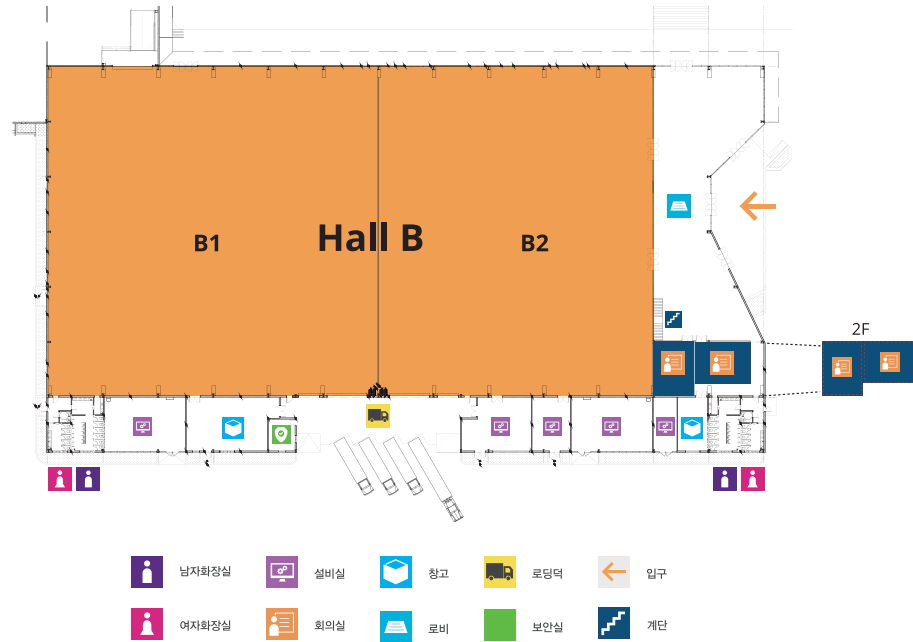 Hall B
B1
B2
2F
남자화장실
설비실
창고
로딩덕
입구
여자화장실
회의실
로비
보안실
계단